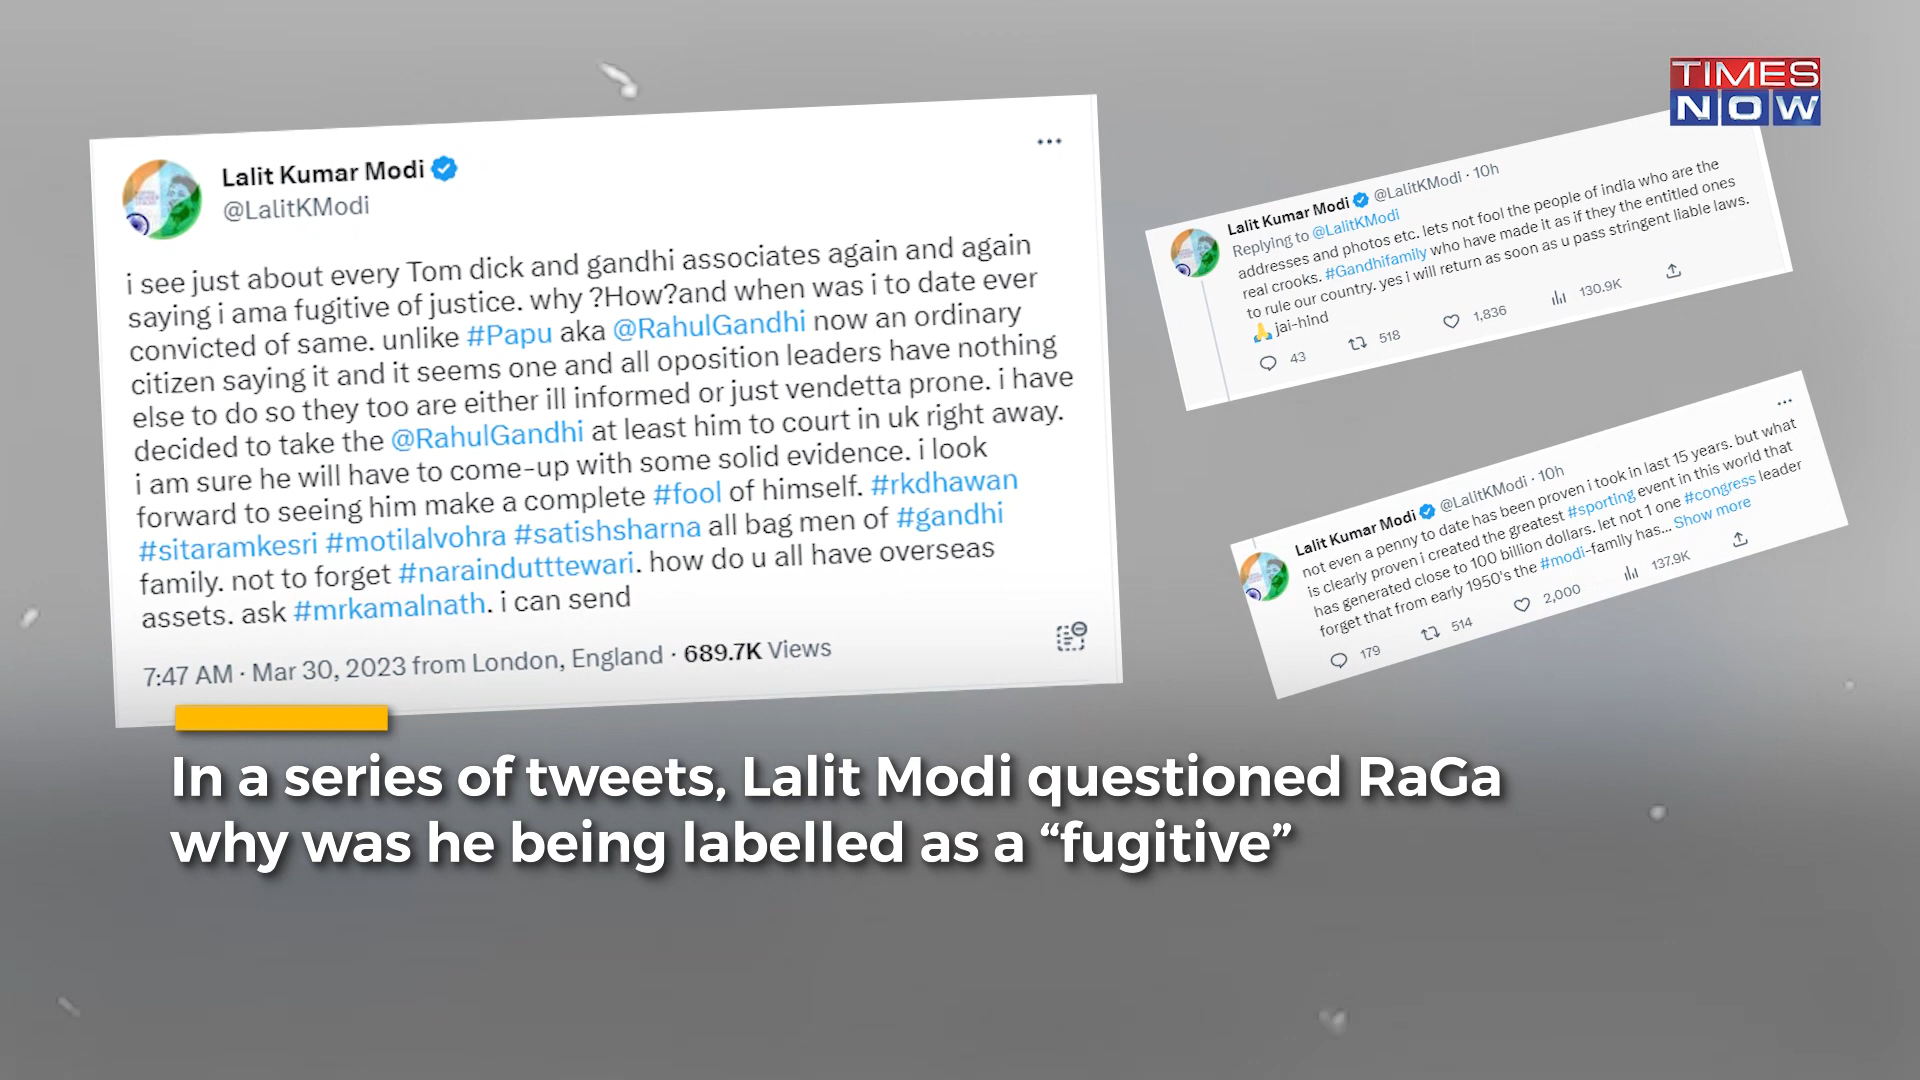 TIMES
NOW
Lalit Kumar Modi
@LalitKModi
i see just about every Tom dick and gandhi associates again and again
saying i ama fugitive of justice. why ?How?and when was i to date ever
convicted of same. unlike #Papu aka @RahulGandhi now an ordinary
citizen saying it and it seems one and all oposition leaders have nothing
else to do so they too are either ill informed or just vendetta prone. i have
decided to take the @RahulGandhi at least him to court in uk right away.
i am sure he will have to come-up with some solid evidence. i look
forward to seeing him make a complete #fool of himself. #rkdhawan
#sitaramkesri #motilalvohra #satishsharna all bag men of #gandhi
family. not to forget #naraindutttewari. how do u all have overseas
assets. ask #mrkamalnath. i can send
7:47 AM · Mar 30, 2023 from London, England · 689.7K Views
Lalit Kumar Modi @LalitKModi · 10h
Replying to @LalitKModi
addresses and photos etc. lets not fool the people of india who are the
real crooks. #Gandhifamily who have made it as if they the entitled ones
to rule our country. yes i will return as soon as u pass stringent liable laws.
🙏 jai-hind
43 518 1,836 130.9K
Lalit Kumar Modi @LalitKModi · 10h
not even a penny to date has been proven i took in last 15 years. but what
is clearly proven i created the greatest #sporting event in this world that
has generated close to 100 billion dollars. let not 1 one #congress leader
forget that from early 1950's the #modi-family has... Show more
179 514 2,000 137.9K
In a series of tweets, Lalit Modi questioned RaGa
why was he being labelled as a “fugitive”